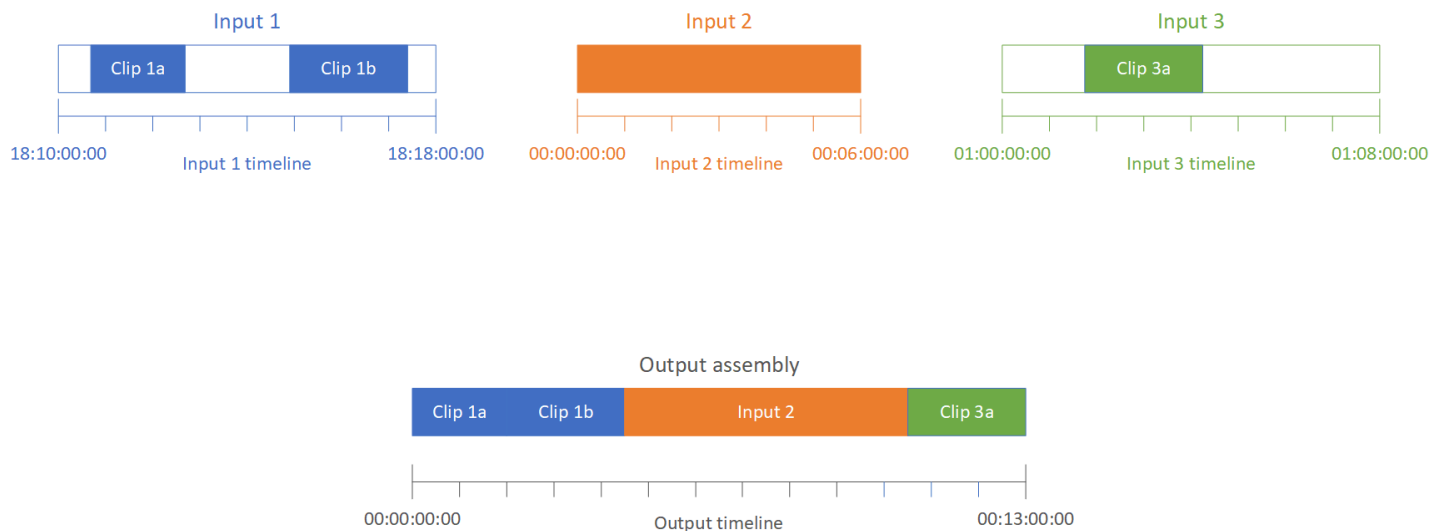 Input 1
Input 2
Input 3
Clip 1a
Clip 1b
Clip 3a
18:10:00:00
Input 1 timeline
18:18:00:00
00:00:00:00
Input 2 timeline
00:06:00:00
01:00:00:00
Input 3 timeline
01:08:00:00
Output assembly
Clip 1a
Clip 1b
Input 2
Clip 3a
00:00:00:00
Output timeline
00:13:00:00